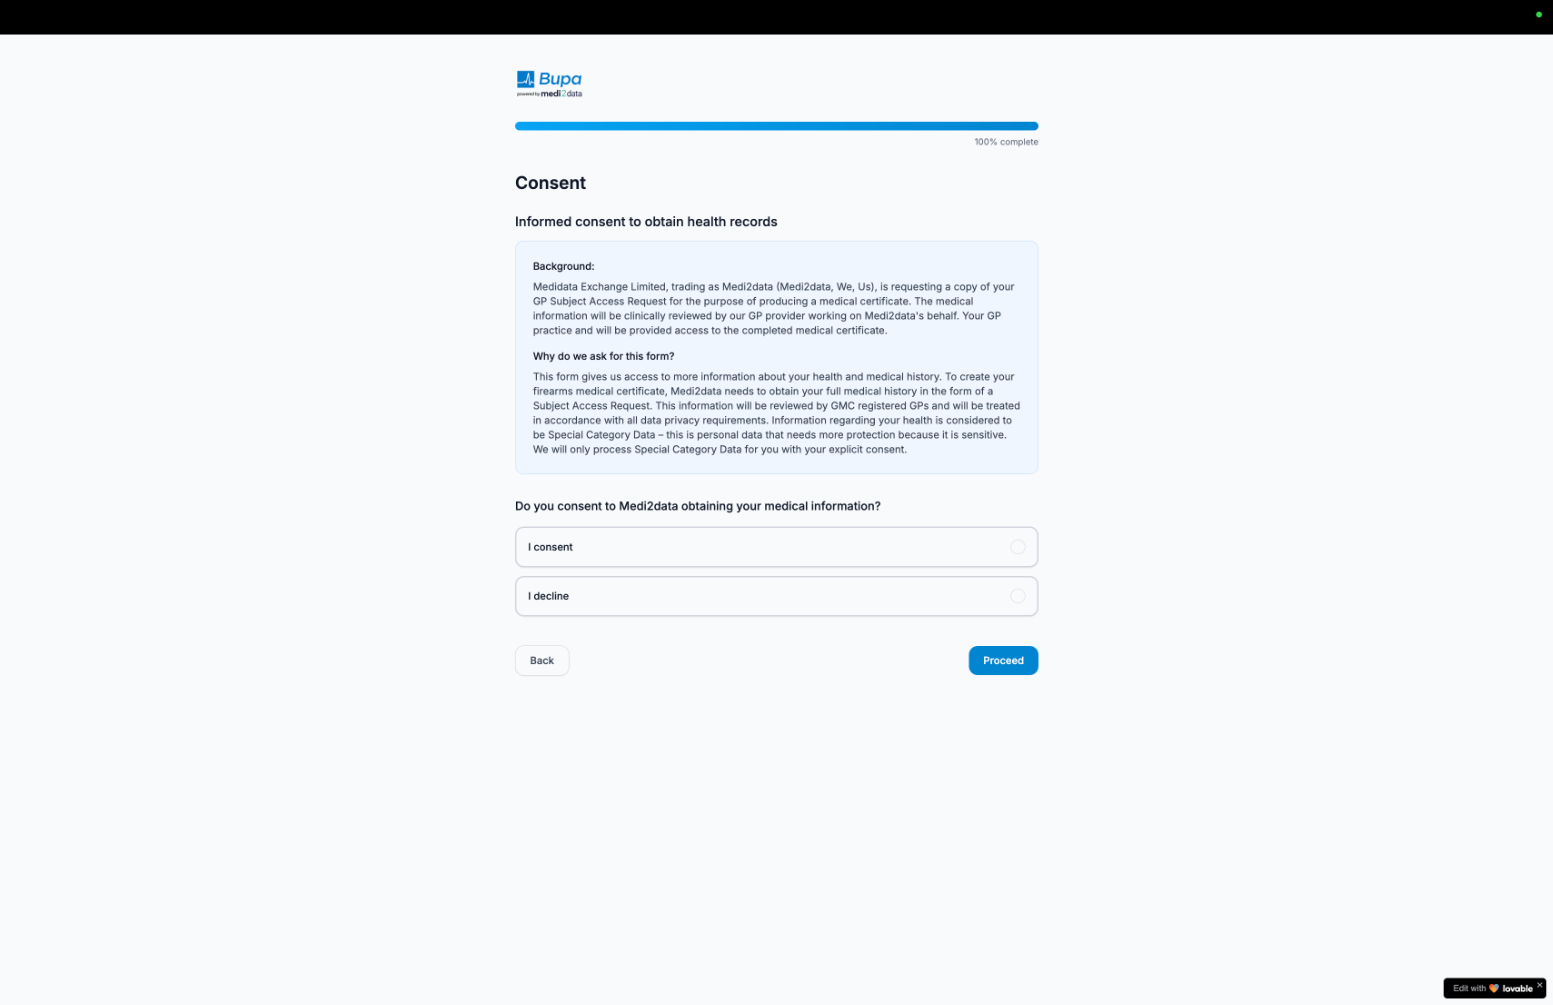 Bupa
powered by medi2data
100% complete
Consent
Informed consent to obtain health records
Background:
Medidata Exchange Limited, trading as Medi2data (Medi2data, We, Us), is requesting a copy of your
GP Subject Access Request for the purpose of producing a medical certificate. The medical
information will be clinically reviewed by our GP provider working on Medi2data's behalf. Your GP
practice and will be provided access to the completed medical certificate.
Why do we ask for this form?
This form gives us access to more information about your health and medical history. To create your
firearms medical certificate, Medi2data needs to obtain your full medical history in the form of a
Subject Access Request. This information will be reviewed by GMC registered GPs and will be treated
in accordance with all data privacy requirements. Information regarding your health is considered to
be Special Category Data – this is personal data that needs more protection because it is sensitive.
We will only process Special Category Data for you with your explicit consent.
Do you consent to Medi2data obtaining your medical information?
I consent
I decline
Back
Proceed
Edit with lovable